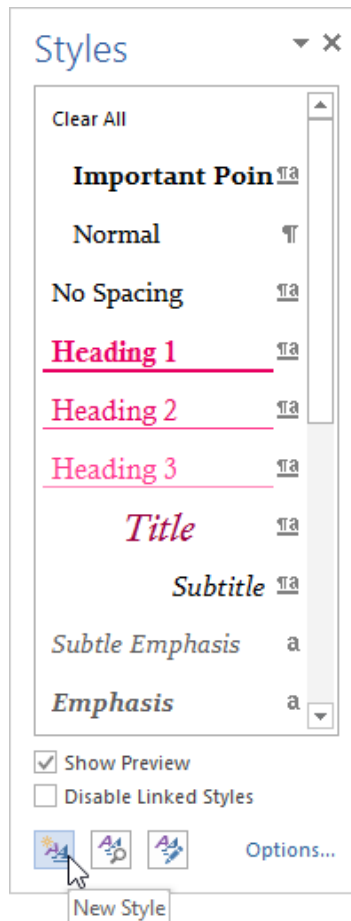 Styles
Clear All
Important Poin
Normal
No Spacing
Heading 1
Heading 2
Heading 3
Title
Subtitle
Subtle Emphasis
Emphasis
Show Preview
Disable Linked Styles
Options...
New Style